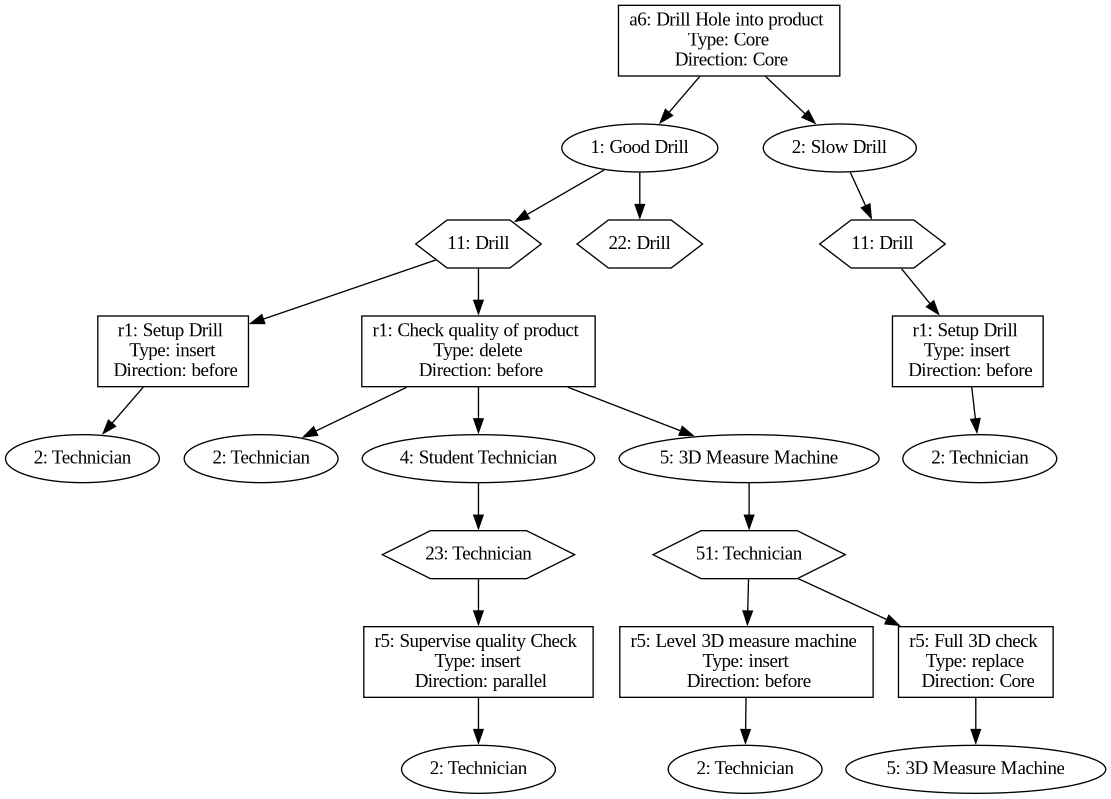 a6: Drill Hole into product
Type: Core
Direction: Core
1: Good Drill
2: Slow Drill
11: Drill
22: Drill
11: Drill
r1: Setup Drill
Type: insert
Direction: before
r1: Check quality of product
Type: delete
Direction: before
r1: Setup Drill
Type: insert
Direction: before
2: Technician
2: Technician
4: Student Technician
5: 3D Measure Machine
2: Technician
23: Technician
51: Technician
r5: Supervise quality Check
Type: insert
Direction: parallel
r5: Level 3D measure machine
Type: insert
Direction: before
r5: Full 3D check
Type: replace
Direction: Core
2: Technician
2: Technician
5: 3D Measure Machine